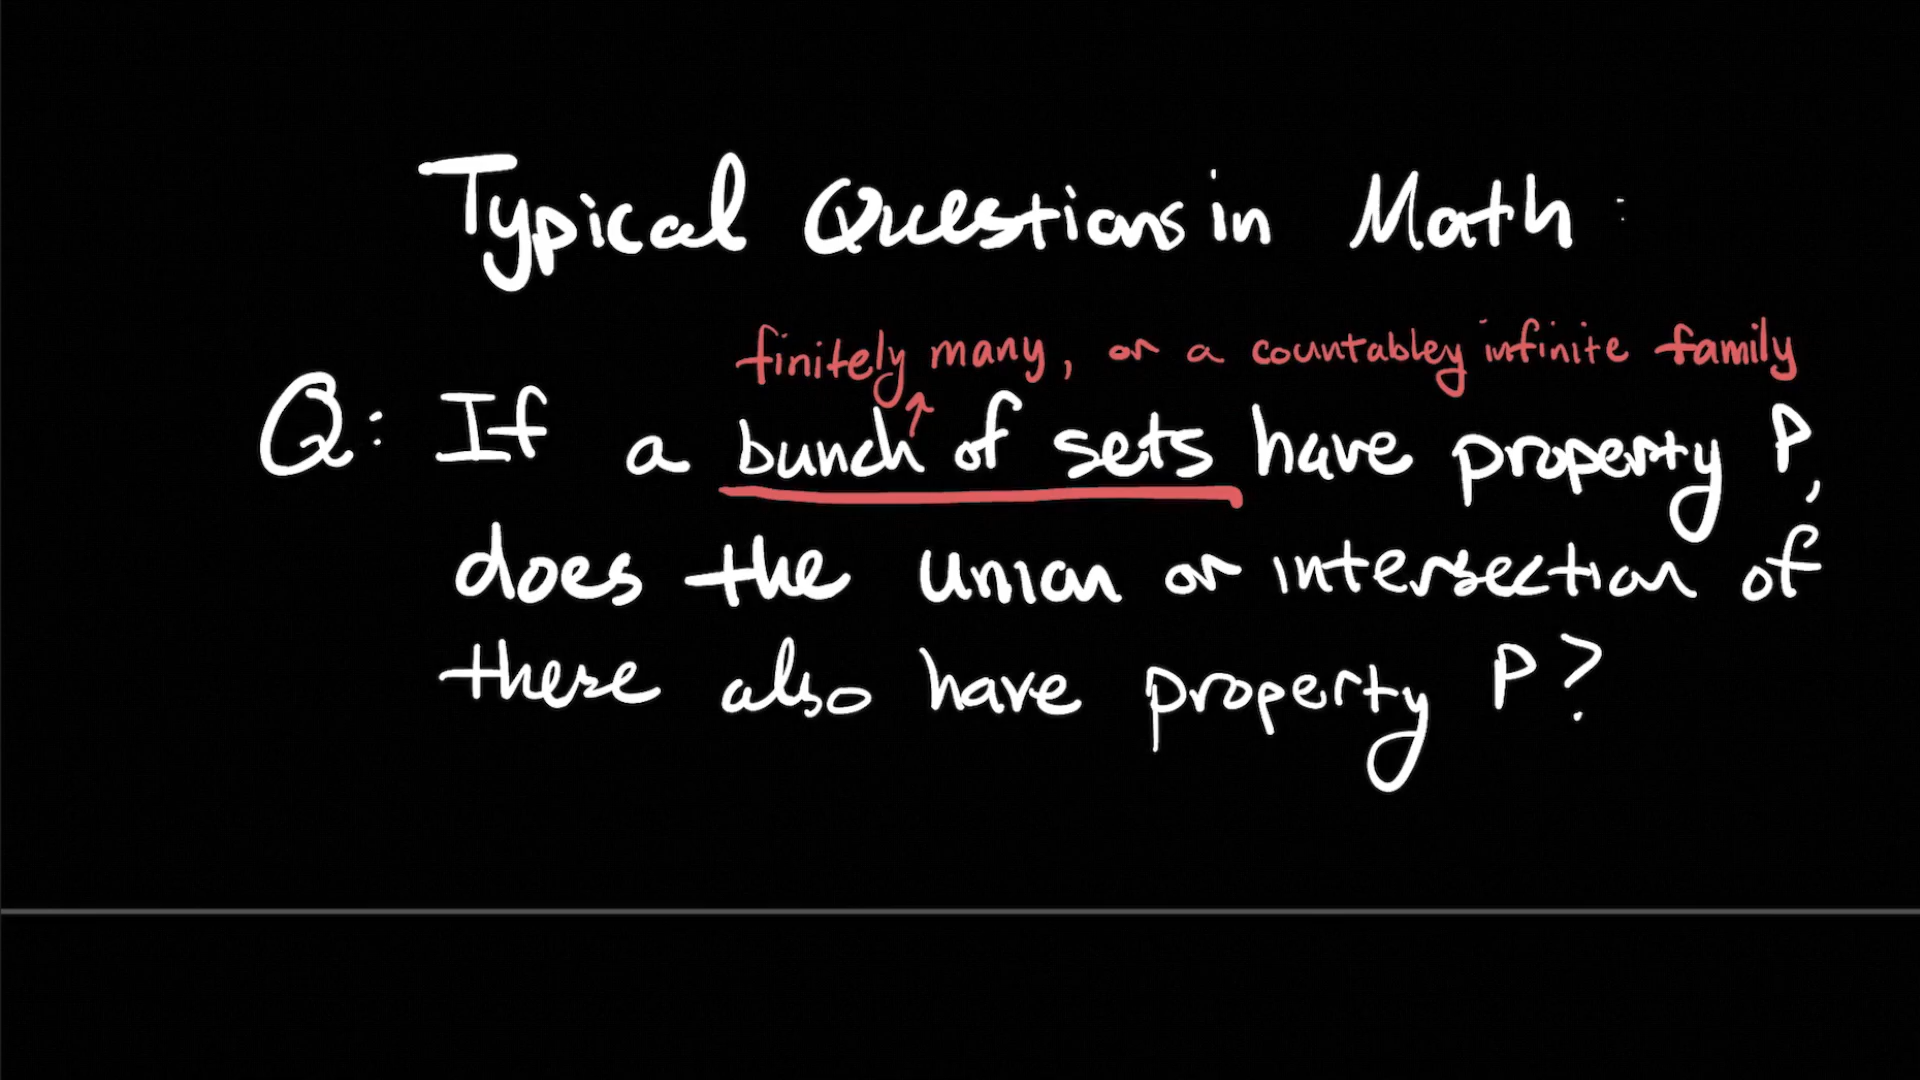 Typical Questions in Math:
finitely many, or a countabley infinite family
Q: If a bunch of sets have property P,
does the union or intersection of
these also have property P?